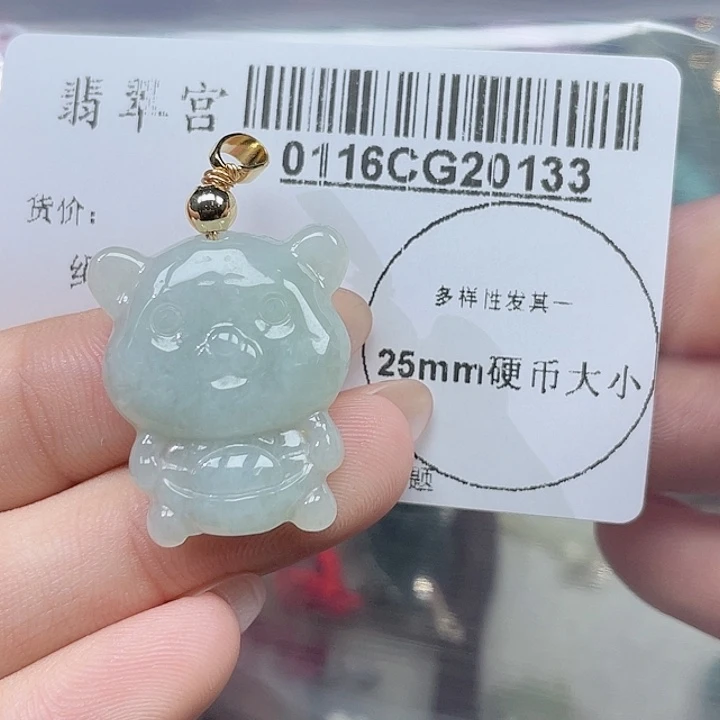 翡翠宫
0116CG20133
货价:
多样性发其一
25mm硬币大小
题